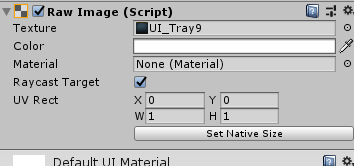 Raw Image (Script)
Texture UI_Tray9
Color
Material None (Material)
Raycast Target
UV Rect X 0 Y 0
W 1 H 1
Set Native Size
Default UI Material